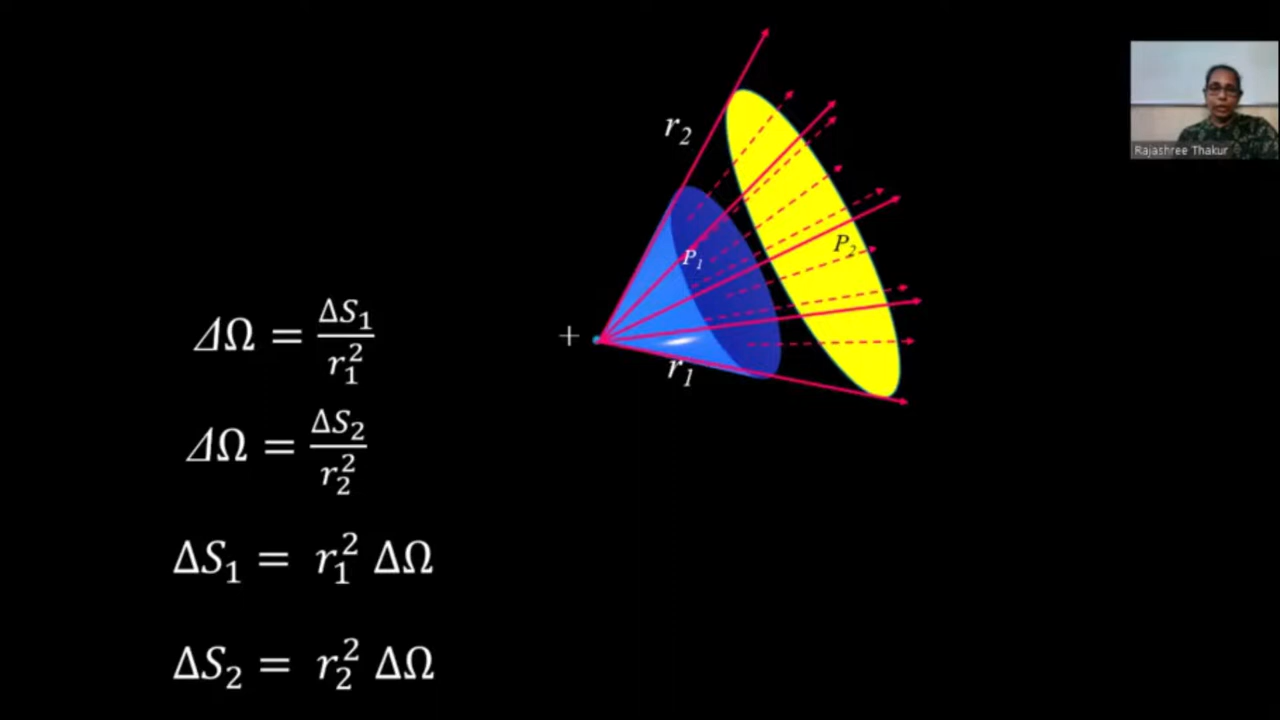 r₂
Rajashree Thakur
P₂
P₁
ΔΩ = ΔS₁/r₁²
+
r₁
ΔΩ = ΔS₂/r₂²
ΔS₁ = r₁² ΔΩ
ΔS₂ = r₂² ΔΩ